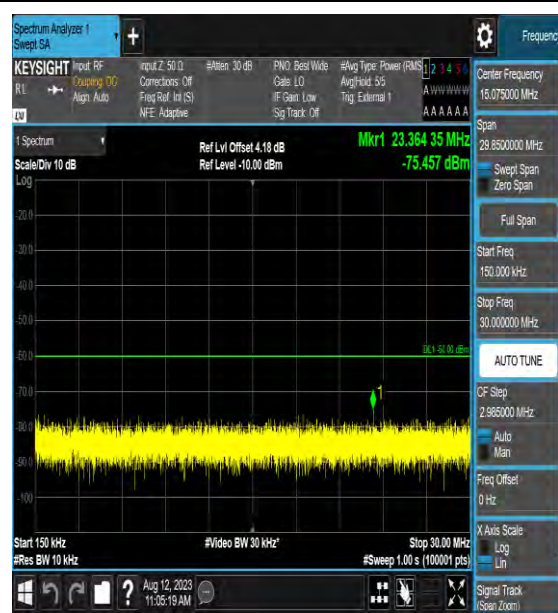 Spectrum Analyzer 1
Swept SA
+
Frequency
KEYSIGHT
RL
LXI
Input: RF
Coupling: DC
Align: Auto
Input Z: 50 Ω
Corrections: Off
Freq Ref: Int (S)
NFE: Adaptive
#Atten: 30 dB
PNO: Best Wide
Gate: LO
IF Gain: Low
Sig Track: Off
#Avg Type: Power (RMS
Avg|Hold: 5/5
Trig: External 1
1 2 3 4 5 6
A W W W W W
A A A A A A
1 Spectrum
Scale/Div 10 dB
Ref Lvl Offset 4.18 dB
Ref Level -10.00 dBm
Mkr1 23.364 35 MHz
-75.457 dBm
Log
-20.0
-30.0
-40.0
-50.0
DL1 -60.00 dBm
-60.0
-70.0
1
-80.0
-90.0
-100
Start 150 kHz
#Res BW 10 kHz
#Video BW 30 kHz*
Stop 30.00 MHz
#Sweep 1.00 s (100001 pts)
?
Aug 12, 2023
11:05:19 AM
Center Frequency
15.075000 MHz
Span
29.8500000 MHz
Swept Span
Zero Span
Full Span
Start Freq
150.000 kHz
Stop Freq
30.000000 MHz
AUTO TUNE
CF Step
2.985000 MHz
Auto
Man
Freq Offset
0 Hz
X Axis Scale
Log
Lin
Signal Track
(Span Zoom)